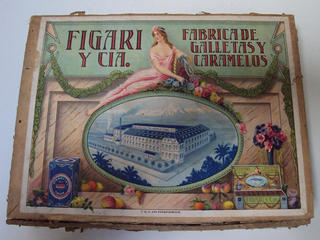 FIGARI
Y CIA.
FABRICA DE
GALLETAS Y
CARAMELOS